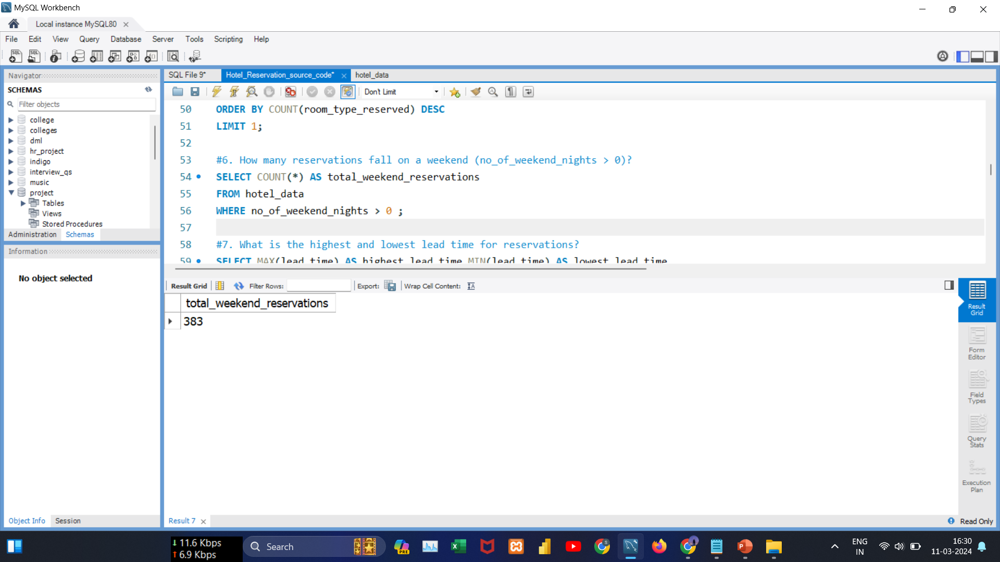 MySQL Workbench
Local instance MySQL80
File Edit View Query Database Server Tools Scripting Help
Navigator
SCHEMAS
Filter objects
college
colleges
dml
hr_project
indigo
interview_qs
music
project
Tables
Views
Stored Procedures
Administration Schemas
Information
No object selected
Object Info Session
SQL File 9* Hotel_Reservation_source_code* hotel_data
Don't Limit
50 ORDER BY COUNT(room_type_reserved) DESC
51 LIMIT 1;
52
53 #6. How many reservations fall on a weekend (no_of_weekend_nights > 0)?
54 SELECT COUNT(*) AS total_weekend_reservations
55 FROM hotel_data
56 WHERE no_of_weekend_nights > 0 ;
57
58 #7. What is the highest and lowest lead time for reservations?
59 SELECT MAX(lead_time) AS highest_lead_time MIN(lead_time) AS lowest_lead_time
Result Grid Filter Rows: Export: Wrap Cell Content:
total_weekend_reservations
383
Result Grid
Form Editor
Field Types
Query Stats
Execution Plan
Result 7
Read Only
11.6 Kbps
6.9 Kbps
Search
PRE
ENG
IN
16:30
11-03-2024